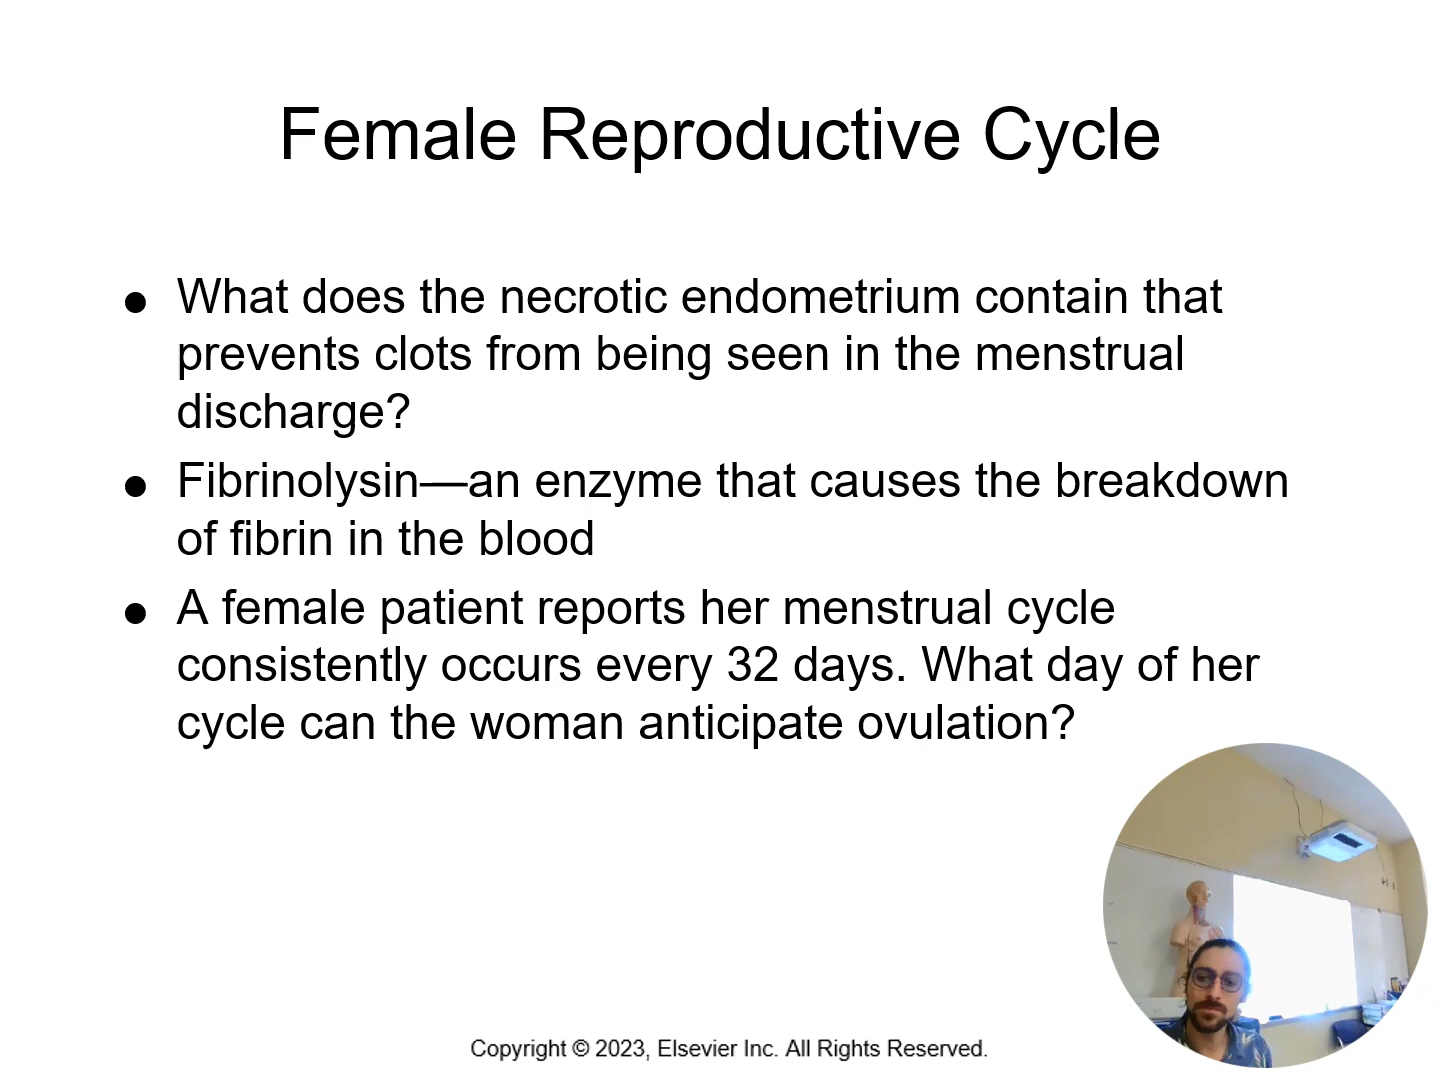 Female Reproductive Cycle
● What does the necrotic endometrium contain that
prevents clots from being seen in the menstrual
discharge?
● Fibrinolysin—an enzyme that causes the breakdown
of fibrin in the blood
● A female patient reports her menstrual cycle
consistently occurs every 32 days. What day of her
cycle can the woman anticipate ovulation?
Copyright © 2023, Elsevier Inc. All Rights Reserved.